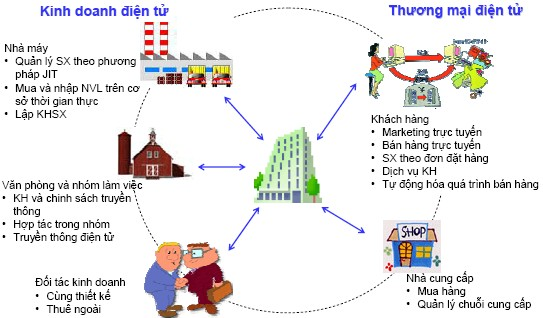 Kinh doanh điện tử
Thương mại điện tử
Nhà máy
• Quản lý SX theo phương
pháp JIT
• Mua và nhập NVL trên cơ
sở thời gian thực
• Lập KHSX
Khách hàng
• Marketing trực tuyến
• Bán hàng trực tuyến
• SX theo đơn đặt hàng
• Dịch vụ KH
• Tự động hóa quá trình bán hàng
Văn phòng và nhóm làm việc
• KH và chính sách truyền
thông
• Hợp tác trong nhóm
• Truyền thông điện tử
SHOP
Đối tác kinh doanh
• Cùng thiết kế
• Thuê ngoài
Nhà cung cấp
• Mua hàng
• Quản lý chuỗi cung cấp